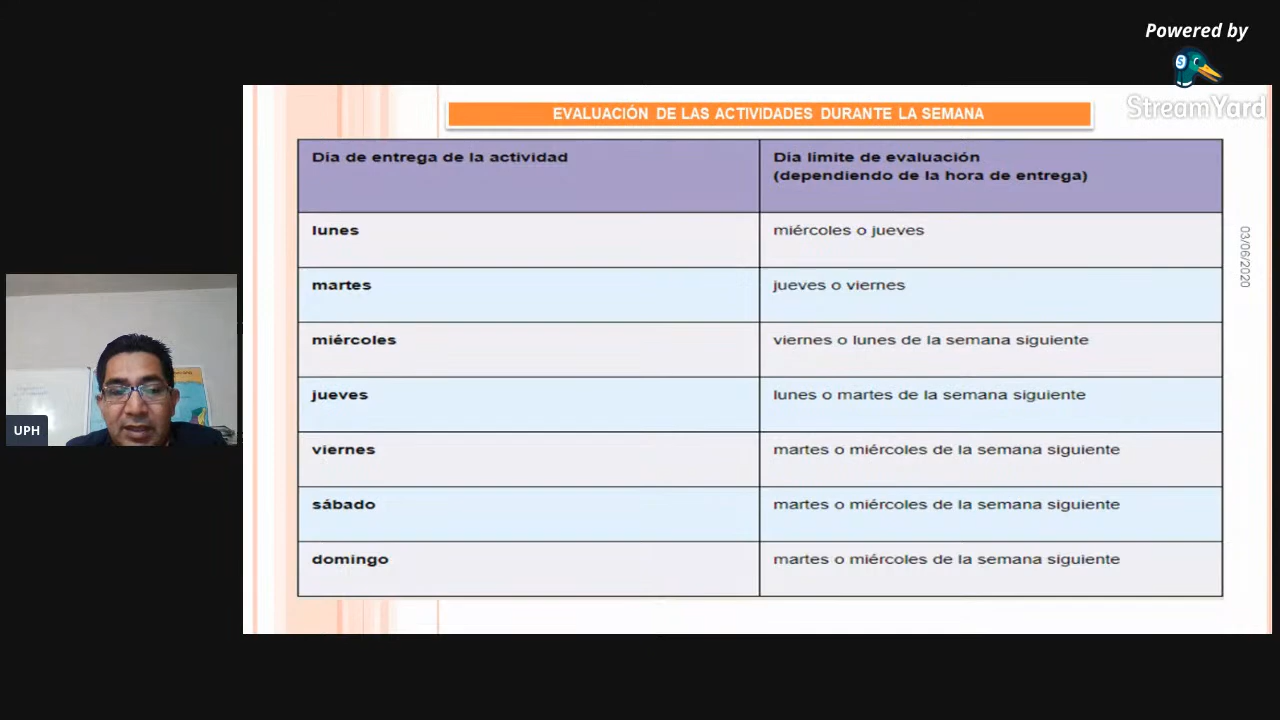 Powered by
StreamYard
EVALUACIÓN DE LAS ACTIVIDADES DURANTE LA SEMANA
Día de entrega de la actividad
Día límite de evaluación
(dependiendo de la hora de entrega)
lunes
miércoles o jueves
martes
jueves o viernes
miércoles
viernes o lunes de la semana siguiente
jueves
lunes o martes de la semana siguiente
viernes
martes o miércoles de la semana siguiente
sábado
martes o miércoles de la semana siguiente
domingo
martes o miércoles de la semana siguiente
03/06/2020
UPH